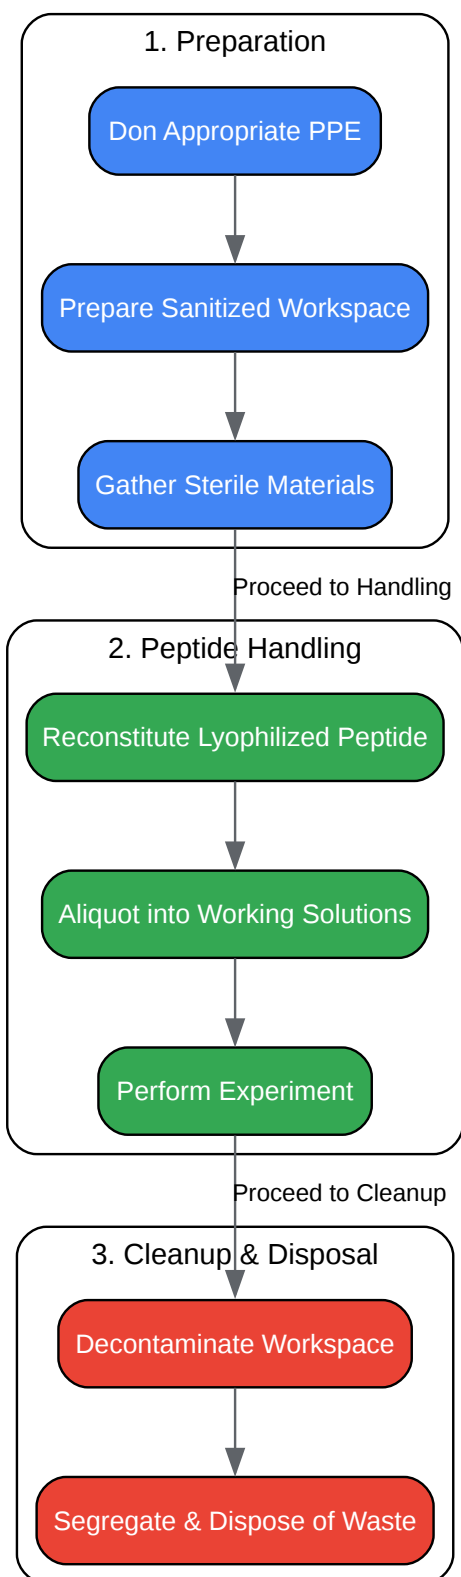 1. Preparation
Don Appropriate PPE
Prepare Sanitized Workspace
Gather Sterile Materials
Proceed to Handling
2. Peptide Handling
Reconstitute Lyophilized Peptide
Aliquot into Working Solutions
Perform Experiment
Proceed to Cleanup
3. Cleanup & Disposal
Decontaminate Workspace
Segregate & Dispose of Waste